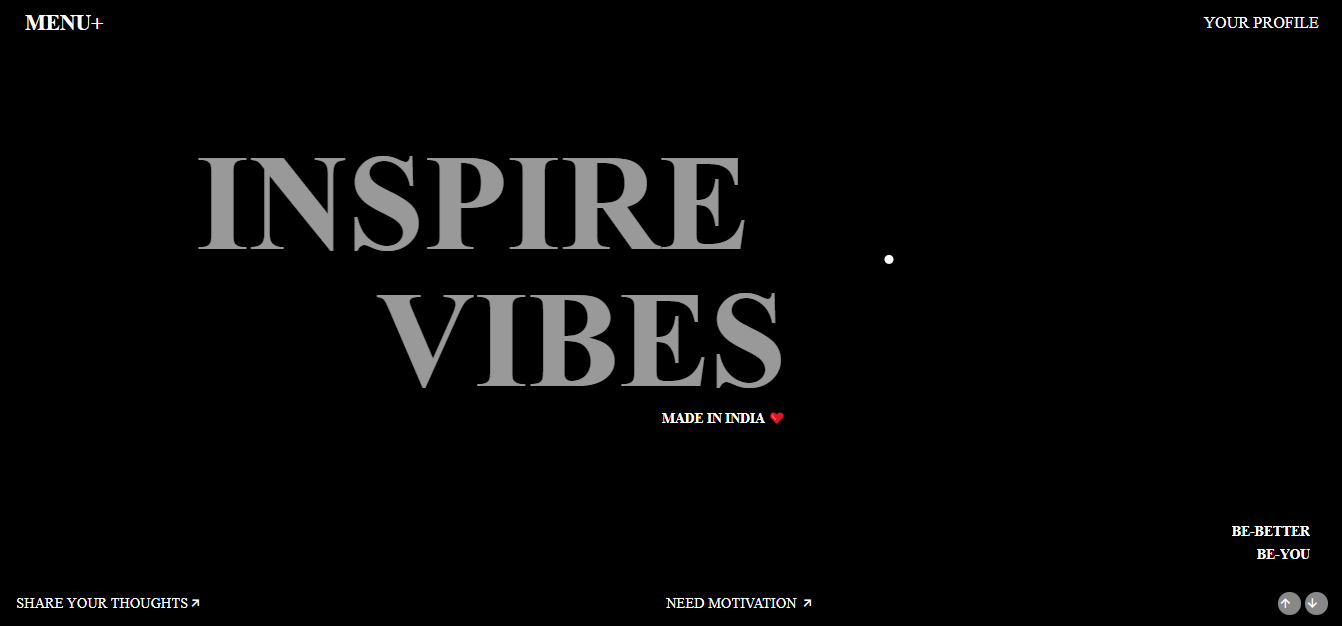 MENU+
YOUR PROFILE
INSPIRE
VIBES
MADE IN INDIA ❤️
BE-BETTER
BE-YOU
SHARE YOUR THOUGHTS ↗
NEED MOTIVATION ↗
↑ ↓